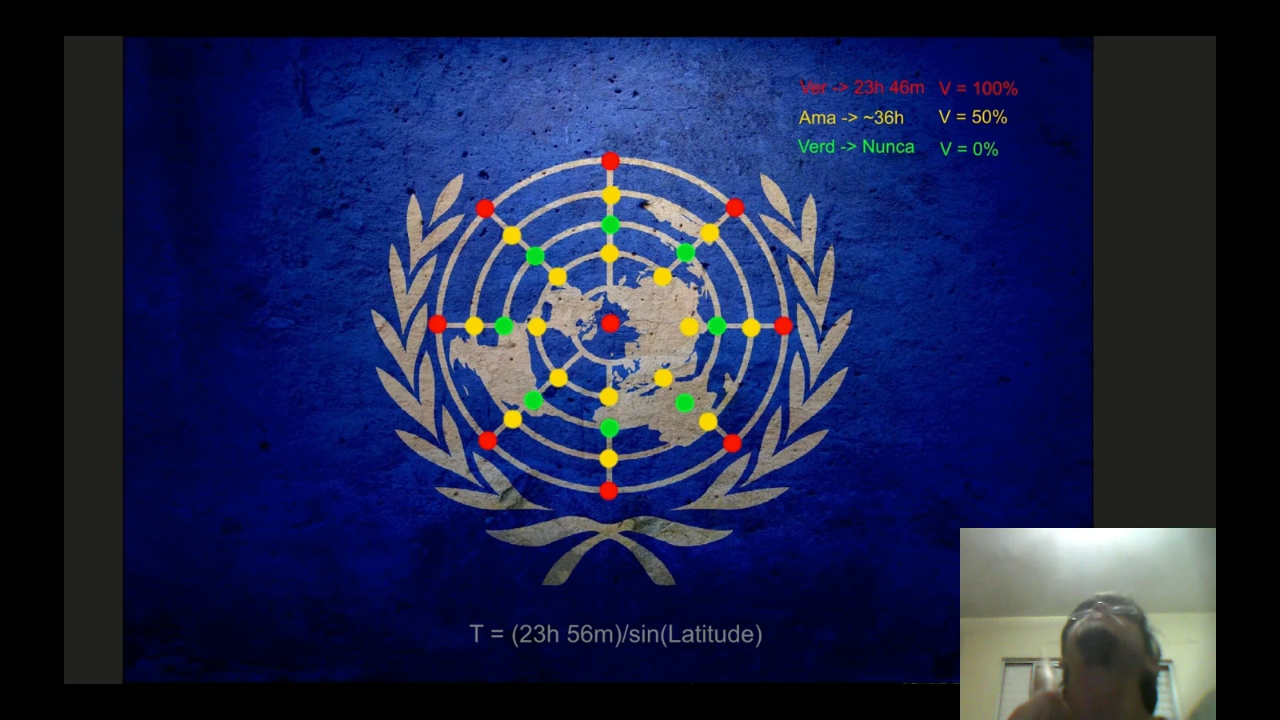 Ver -> 23h 46m V = 100%
Ama -> ~36h V = 50%
Verd -> Nunca V = 0%
T = (23h 56m)/sin(Latitude)